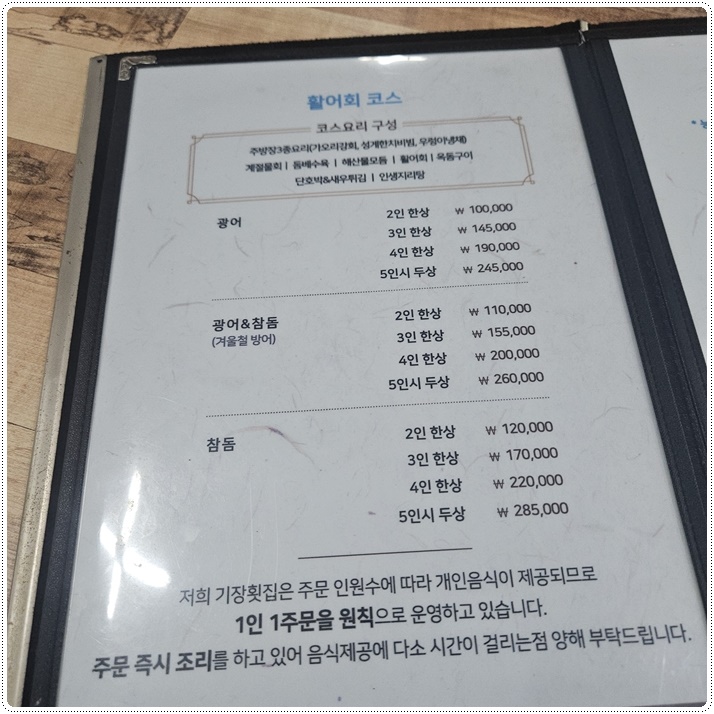 활어회 코스
코스요리 구성
주방장3종요리(가오리강회, 성게한치비빔, 우렁이냉채)
계절물회 | 돔베수육 | 해산물모듬 | 활어회 | 옥돔구이
단호박&새우튀김 | 인생지리탕
광어 2인 한상 ₩ 100,000
3인 한상 ₩ 145,000
4인 한상 ₩ 190,000
5인시 두상 ₩ 245,000
광어&참돔 2인 한상 ₩ 110,000
(겨울철 방어) 3인 한상 ₩ 155,000
4인 한상 ₩ 200,000
5인시 두상 ₩ 260,000
참돔 2인 한상 ₩ 120,000
3인 한상 ₩ 170,000
4인 한상 ₩ 220,000
5인시 두상 ₩ 285,000
저희 기장횟집은 주문 인원수에 따라 개인음식이 제공되므로
1인 1주문을 원칙으로 운영하고 있습니다.
주문 즉시 조리를 하고 있어 음식제공에 다소 시간이 걸리는점 양해 부탁드립니다.